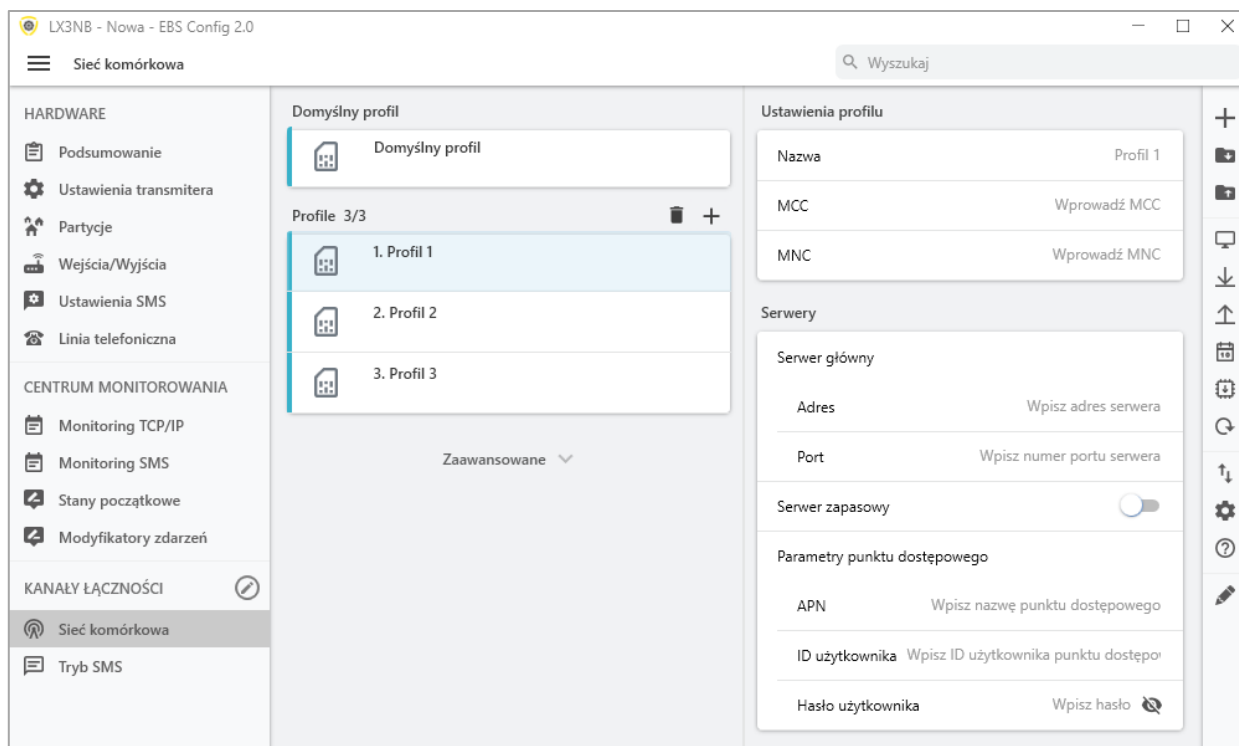 LX3NB - Nowa - EBS Config 2.0
Sieć komórkowa
Wyszukaj
HARDWARE
Podsumowanie
Ustawienia transmitera
Partycje
Wejścia/Wyjścia
Ustawienia SMS
Linia telefoniczna
CENTRUM MONITOROWANIA
Monitoring TCP/IP
Monitoring SMS
Stany początkowe
Modyfikatory zdarzeń
KANAŁY ŁĄCZNOŚCI
Sieć komórkowa
Tryb SMS
Domyślny profil
Domyślny profil
Profile 3/3
1. Profil 1
2. Profil 2
3. Profil 3
Zaawansowane
Ustawienia profilu
Nazwa Profil 1
MCC Wprowadź MCC
MNC Wprowadź MNC
Serwery
Serwer główny
Adres Wpisz adres serwera
Port Wpisz numer portu serwera
Serwer zapasowy
Parametry punktu dostępowego
APN Wpisz nazwę punktu dostępowego
ID użytkownika Wpisz ID użytkownika punktu dostępo
Hasło użytkownika Wpisz hasło
10